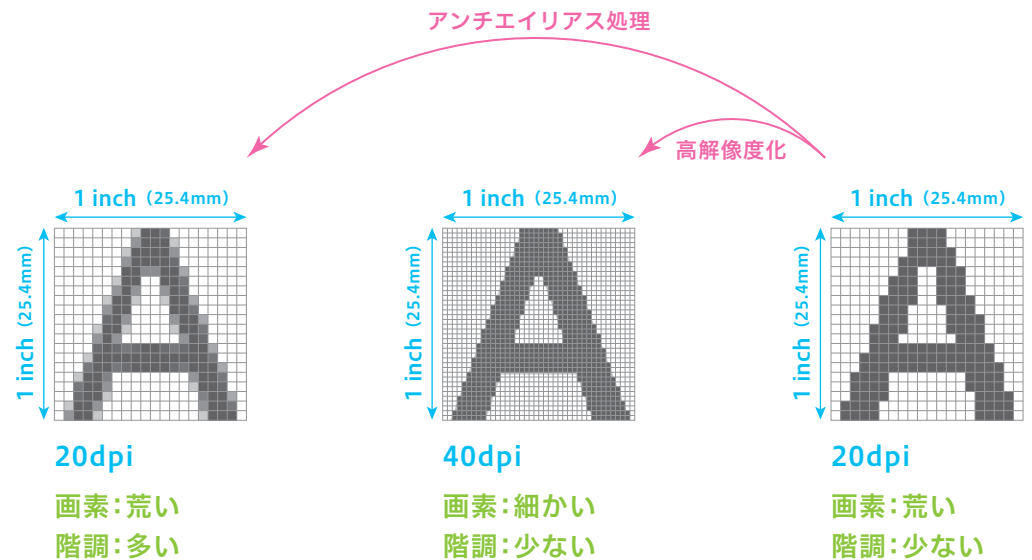 アンチエイリアス処理
高解像度化
1 inch（25.4mm）
1 inch（25.4mm）
1 inch（25.4mm）
1 inch（25.4mm）
1 inch（25.4mm）
1 inch（25.4mm）
20dpi
40dpi
20dpi
画素：荒い
画素：細かい
画素：荒い
階調：多い
階調：少ない
階調：少ない